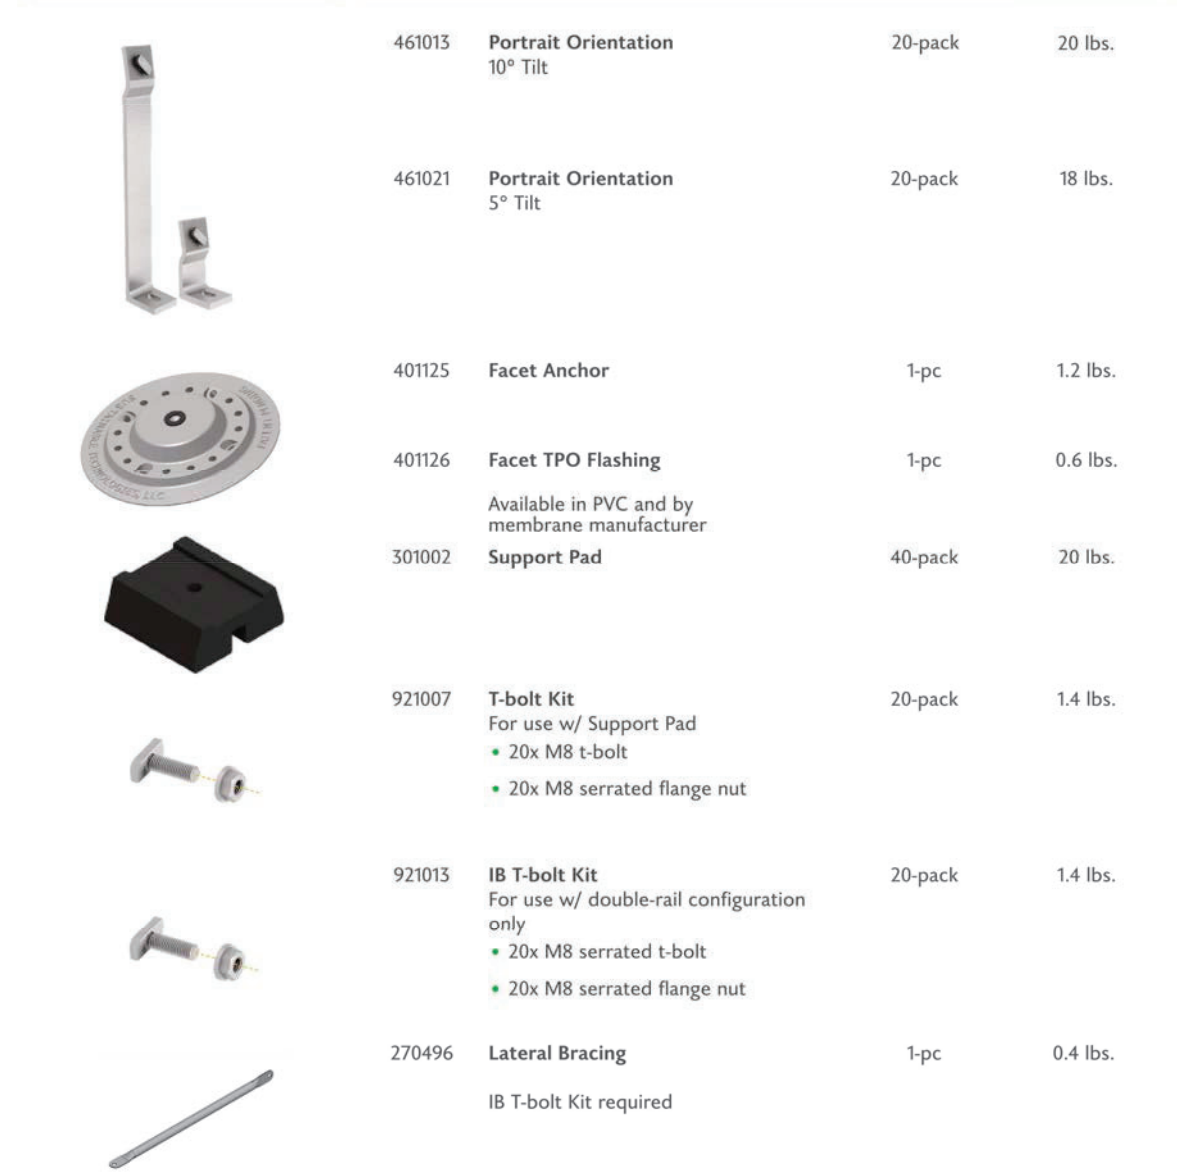 461013 Portrait Orientation 20-pack 20 lbs.
10° Tilt
461021 Portrait Orientation 20-pack 18 lbs.
5° Tilt
401125 Facet Anchor 1-pc 1.2 lbs.
401126 Facet TPO Flashing 1-pc 0.6 lbs.
Available in PVC and by
membrane manufacturer
301002 Support Pad 40-pack 20 lbs.
921007 T-bolt Kit 20-pack 1.4 lbs.
For use w/ Support Pad
• 20x M8 t-bolt
• 20x M8 serrated flange nut
921013 IB T-bolt Kit 20-pack 1.4 lbs.
For use w/ double-rail configuration
only
• 20x M8 serrated t-bolt
• 20x M8 serrated flange nut
270496 Lateral Bracing 1-pc 0.4 lbs.
IB T-bolt Kit required